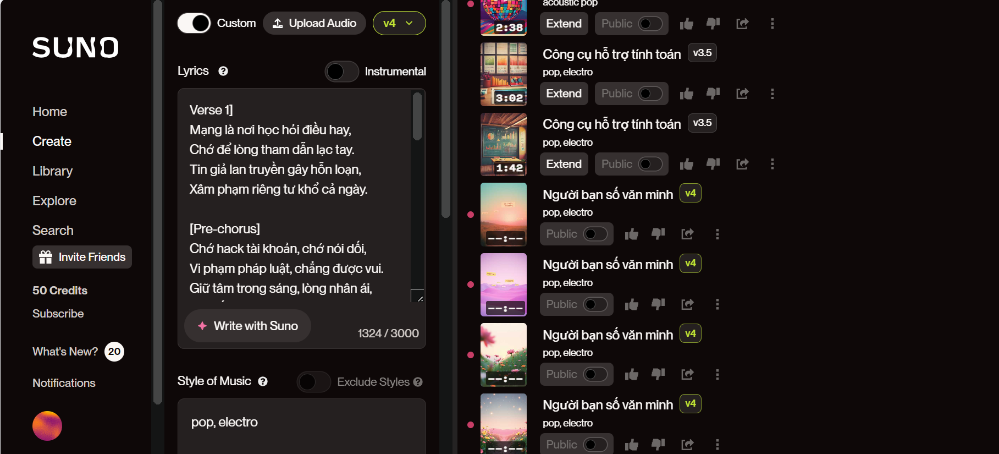 SUNO
Home
Create
Library
Explore
Search
Invite Friends
50 Credits
Subscribe
What's New? 20
Notifications
Custom
Upload Audio
v4
Lyrics ?
Instrumental
Verse 1]
Mạng là nơi học hỏi điều hay,
Chớ để lòng tham dẫn lạc tay.
Tin giả lan truyền gây hỗn loạn,
Xâm phạm riêng tư khổ cả ngày.
[Pre-chorus]
Chớ hack tài khoản, chớ nói dối,
Vi phạm pháp luật, chẳng được vui.
Giữ tâm trong sáng, lòng nhân ái,
Write with Suno
1324 / 3000
Style of Music ?
Exclude Styles ?
pop, electro
acoustic pop
2:38
Extend
Public
Công cụ hỗ trợ tính toán v3.5
pop, electro
3:02
Extend
Public
Công cụ hỗ trợ tính toán v3.5
pop, electro
1:42
Extend
Public
Người bạn số văn minh v4
pop, electro
--:--
Public
Người bạn số văn minh v4
pop, electro
--:--
Public
Người bạn số văn minh v4
pop, electro
--:--
Public
Người bạn số văn minh v4
pop, electro
--:--
Public